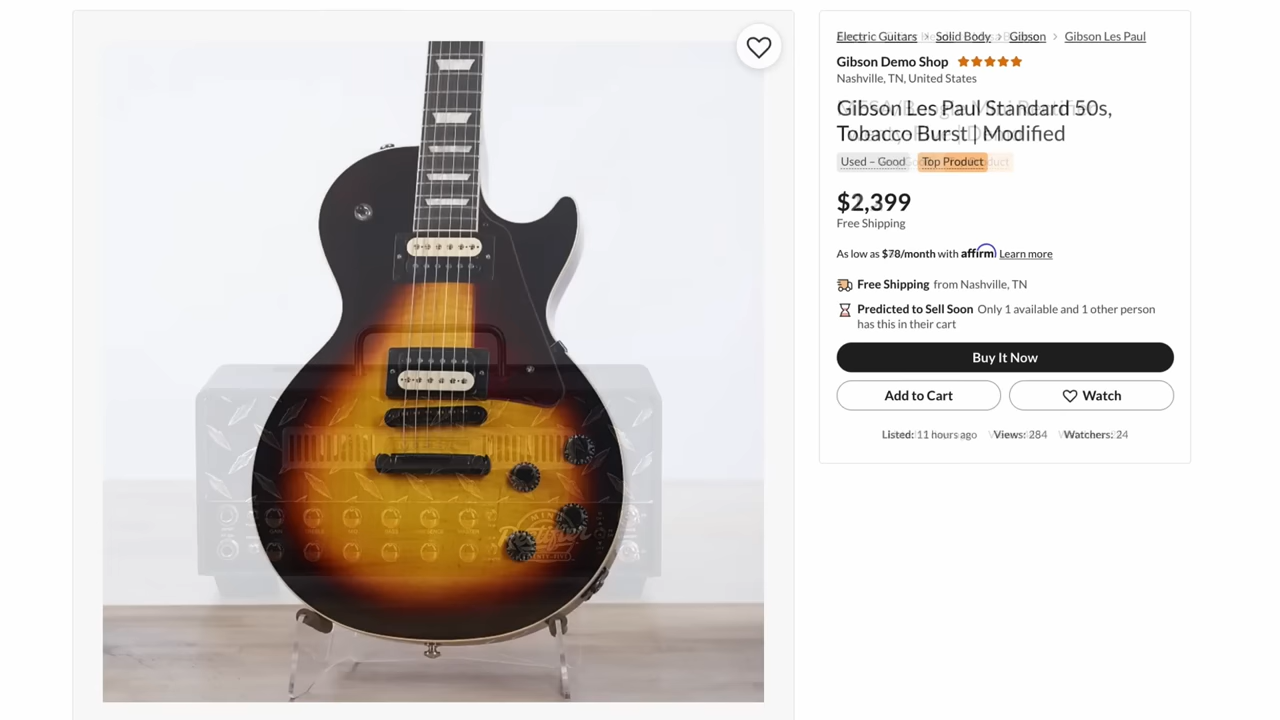 Electric Guitars > Solid Body > Gibson > Gibson Les Paul
Gibson Demo Shop
Nashville, TN, United States
Gibson Les Paul Standard 50s,
Tobacco Burst | Modified
Used – Good Top Product
$2,399
Free Shipping
As low as $78/month with affirm Learn more
Free Shipping from Nashville, TN
Predicted to Sell Soon Only 1 available and 1 other person
has this in their cart
Buy It Now
Add to Cart Watch
Listed: 11 hours ago Views: 284 Watchers: 24
Rectifier